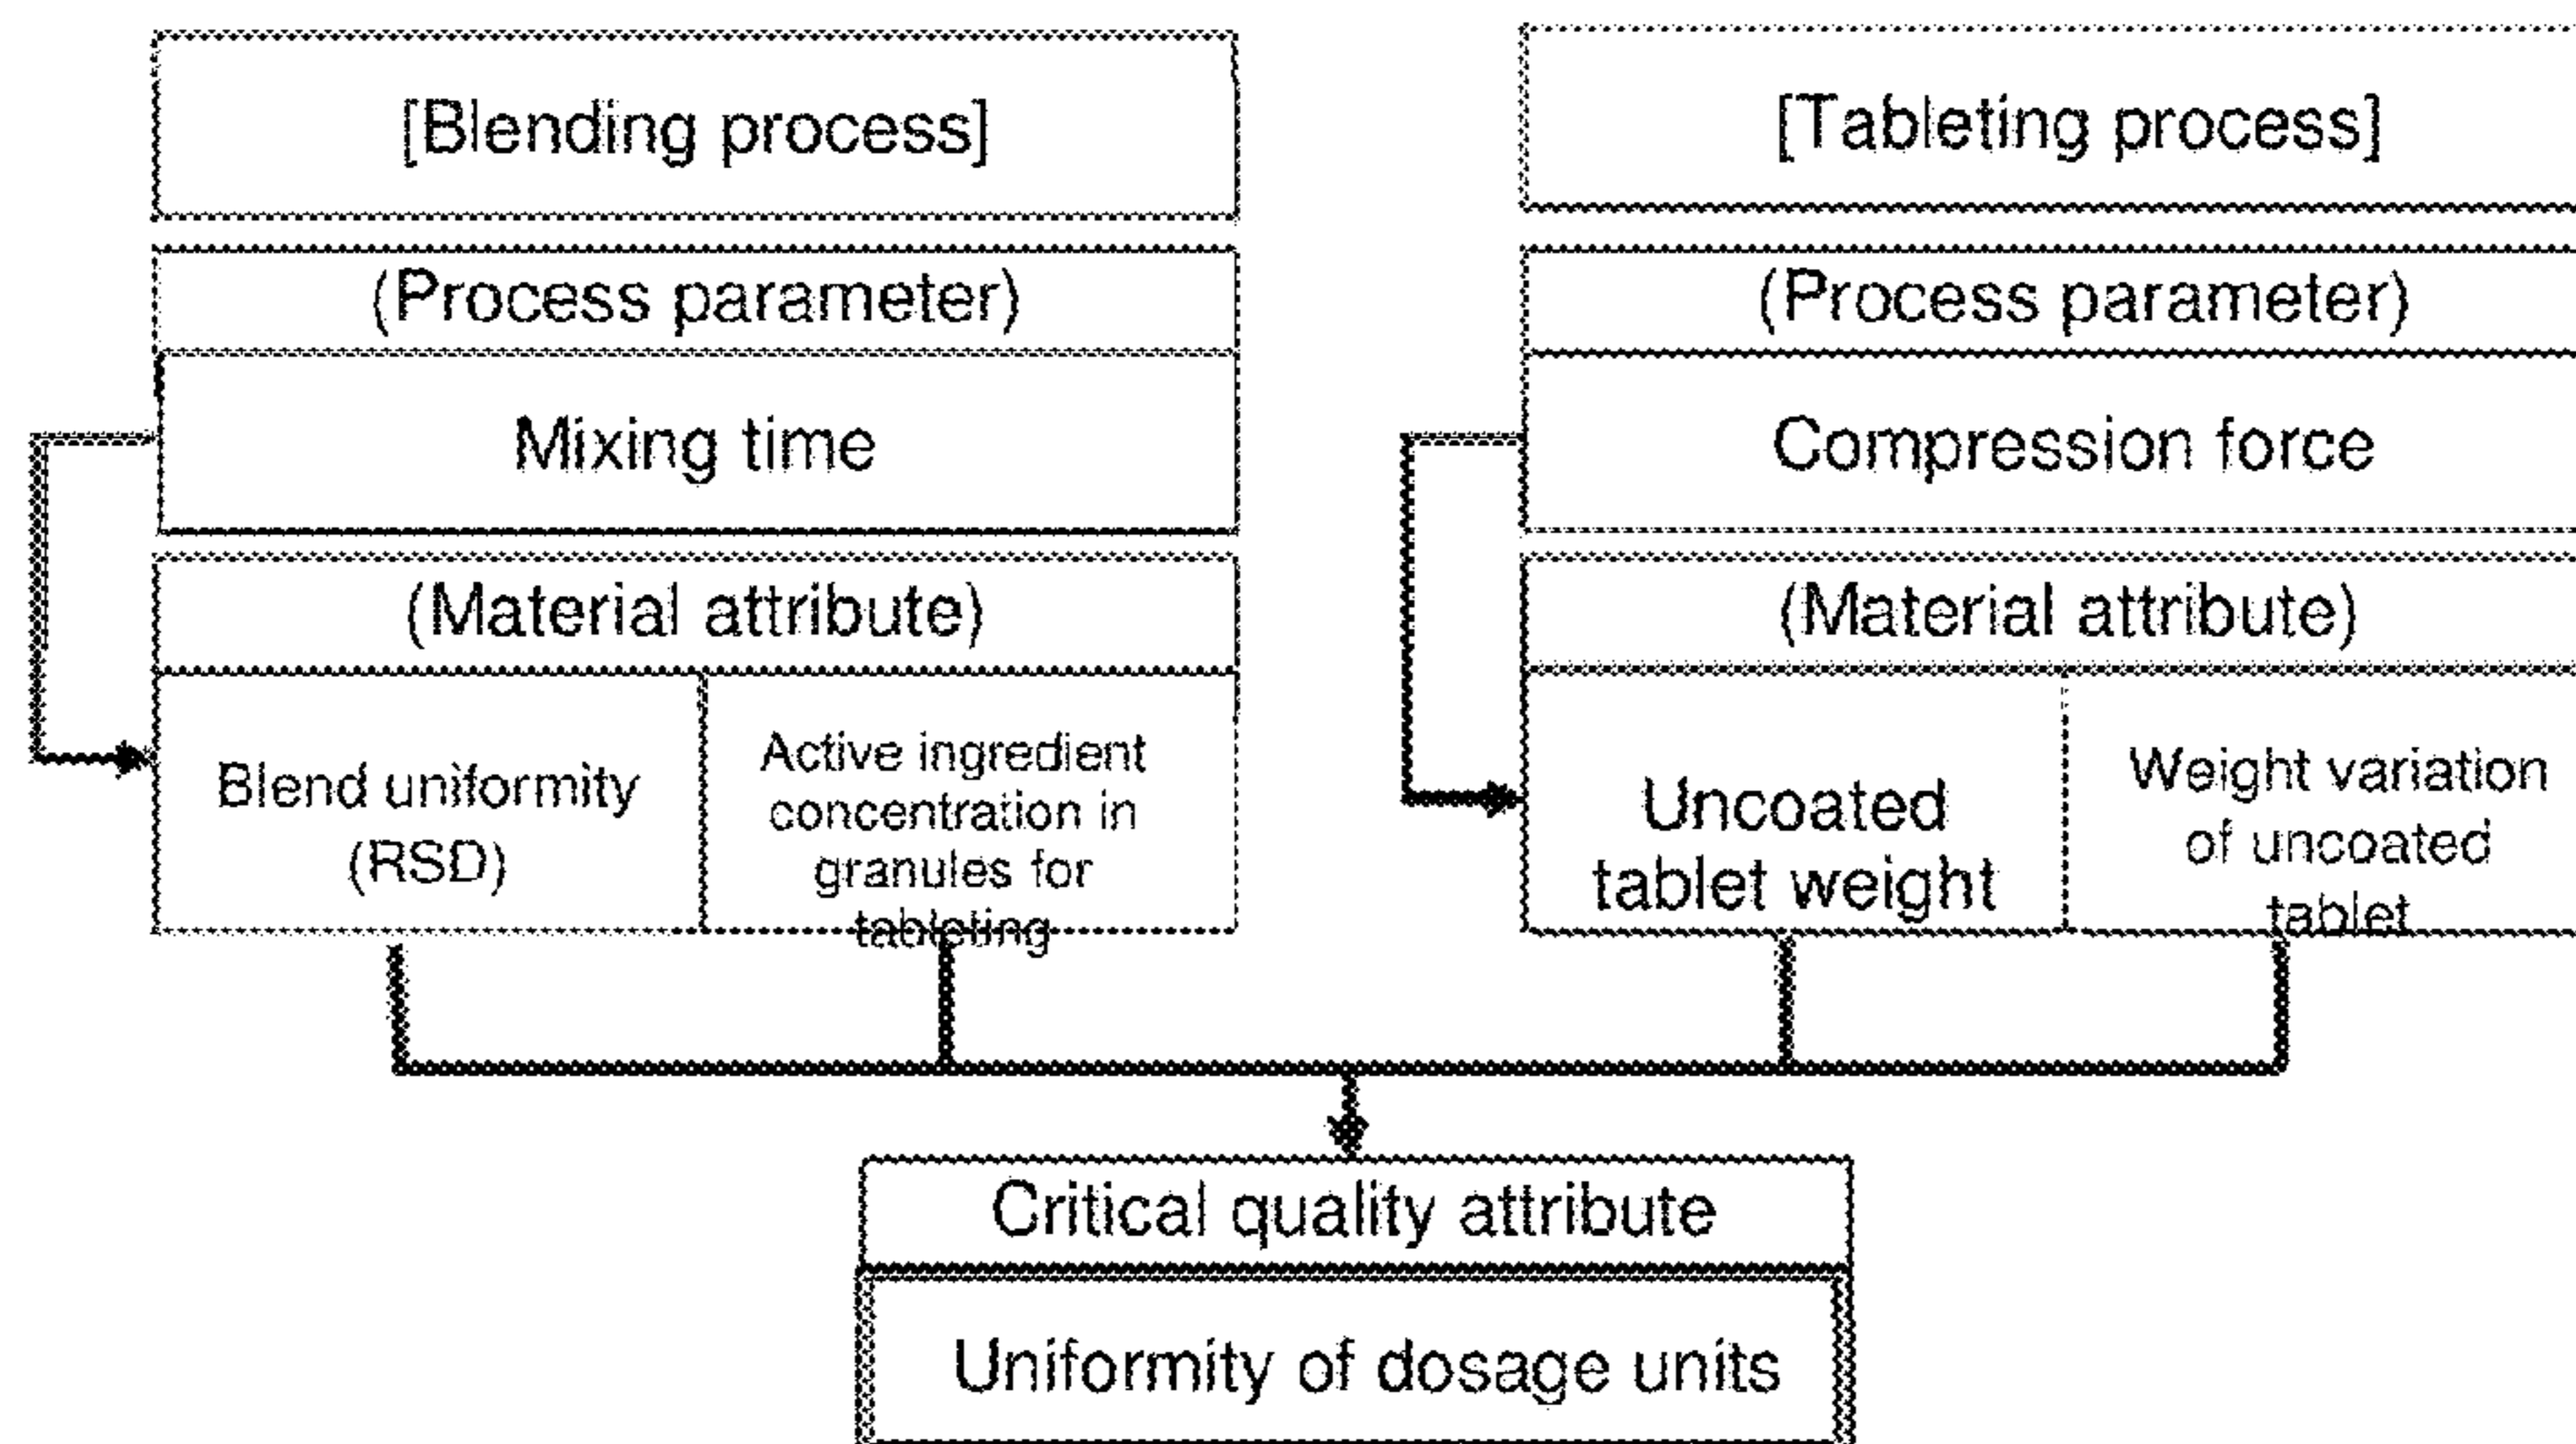 [Blending process]
(Process parameter)
Mixing time
(Material attribute)
Blend uniformity
(RSD)
Active ingredient
concentration in
granules for
tableting
[Tableting process]
(Process parameter)
Compression force
(Material attribute)
Uncoated
tablet weight
Weight variation
of uncoated
tablet
Critical quality attribute
Uniformity of dosage units